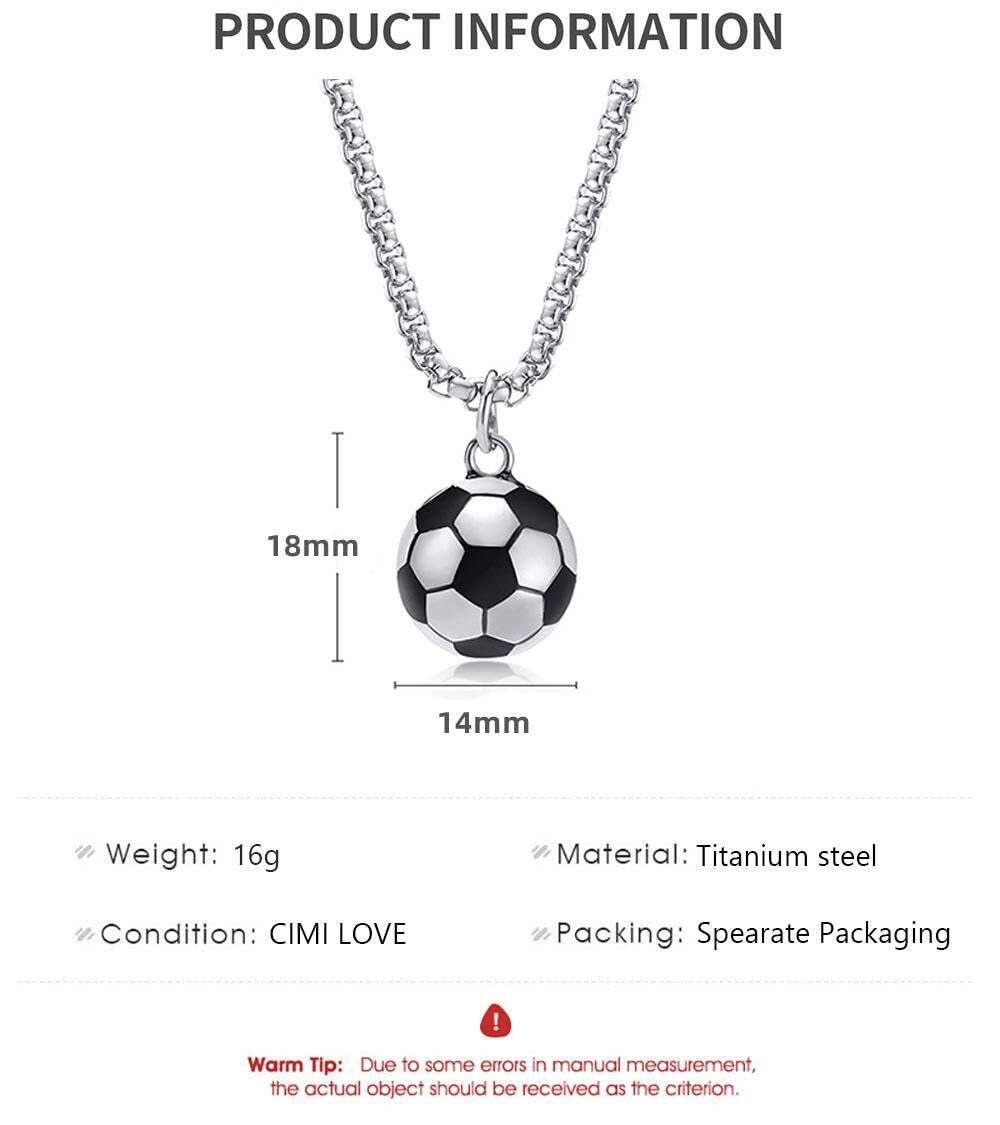 PRODUCT INFORMATION
18mm
14mm
Weight: 16g
Material: Titanium steel
Condition: CIMI LOVE
Packing: Spearate Packaging
!
Warm Tip: Due to some errors in manual measurement,
the actual object should be received as the criterion.